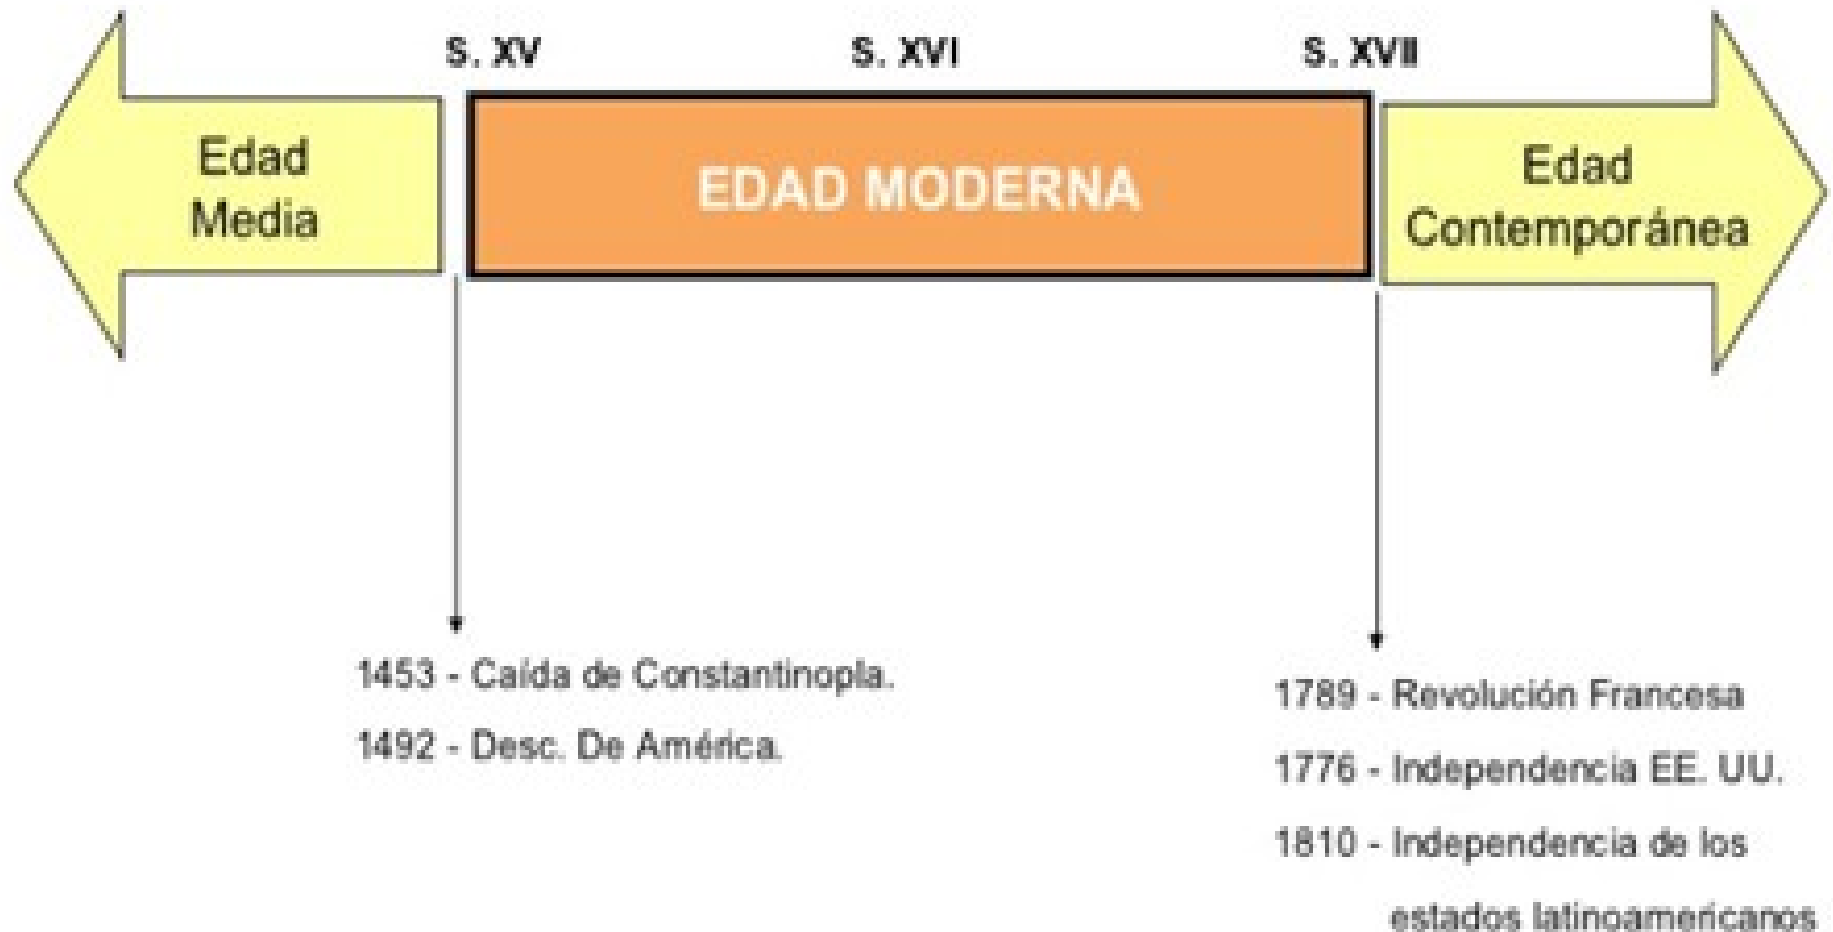 S. XV
S. XVI
S. XVII
Edad
Media
EDAD MODERNA
Edad
Contemporánea
1453 - Caída de Constantinopla.
1492 - Desc. De América.
1789 - Revolución Francesa
1776 - Independencia EE. UU.
1810 - Independencia de los
estados latinoamericanos